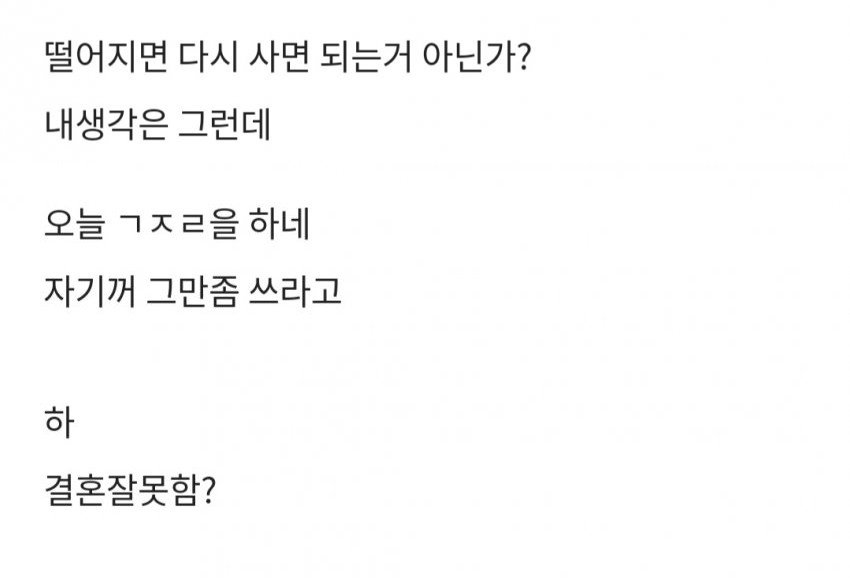 떨어지면 다시 사면 되는거 아닌가?
내생각은 그런데
오늘 ㄱㅈㄹ을 하네
자기꺼 그만좀 쓰라고
하
결혼잘못함?